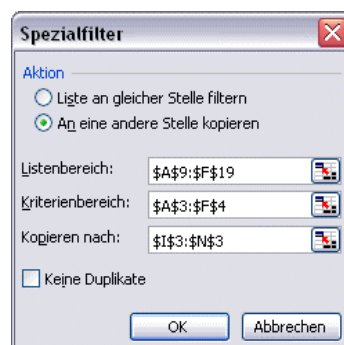 Spezialfilter
Aktion
Liste an gleicher Stelle filtern
An eine andere Stelle kopieren
Listenbereich: $A$9:$F$19
Kriterienbereich: $A$3:$F$4
Kopieren nach: $I$3:$N$3
Keine Duplikate
OK Abbrechen